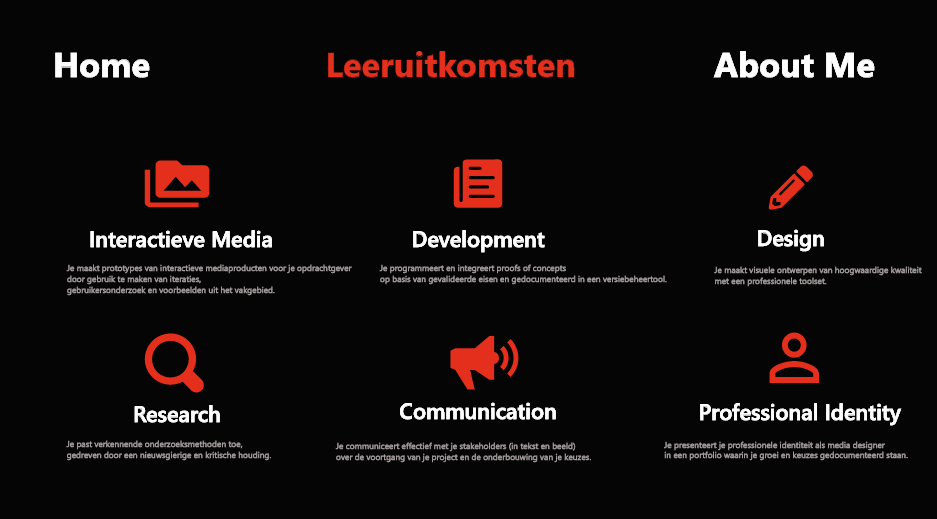 Home
Leeruitkomsten
About Me
Interactieve Media
Je maakt prototypes van interactieve mediaproducten voor je opdrachtgever
door gebruik te maken van iteraties,
gebruikersonderzoek en voorbeelden uit het vakgebied.
Development
Je programmeert en integreert proofs of concepts
op basis van gevalideerde eisen en gedocumenteerd in een versiebeheertool.
Design
Je maakt visuele ontwerpen van hoogwaardige kwaliteit
met een professionele toolset.
Research
Je past verkennende onderzoeksmethoden toe,
gedreven door een nieuwsgierige en kritische houding.
Communication
Je communiceert effectief met je stakeholders (in tekst en beeld)
over de voortgang van je project en de onderbouwing van je keuzes.
Professional Identity
Je presenteert je professionele identiteit als media designer
in een portfolio waarin je groei en keuzes gedocumenteerd staan.